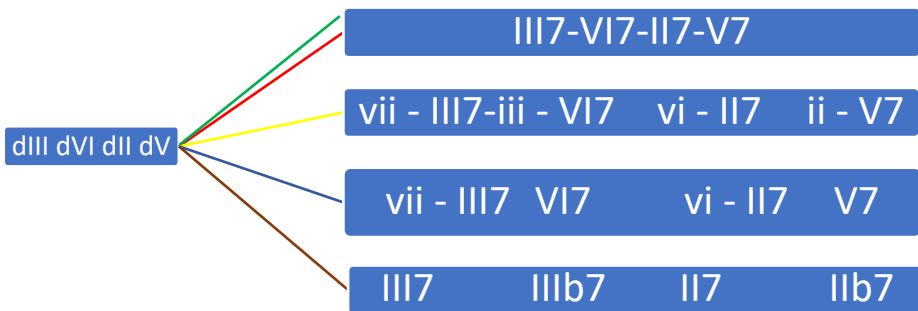 III7-VI7-II7-V7
vii - III7-iii - VI7 vi - II7 ii - V7
dIII dVI dII dV
vii - III7 VI7 vi - II7 V7
III7 IIIb7 II7 IIb7